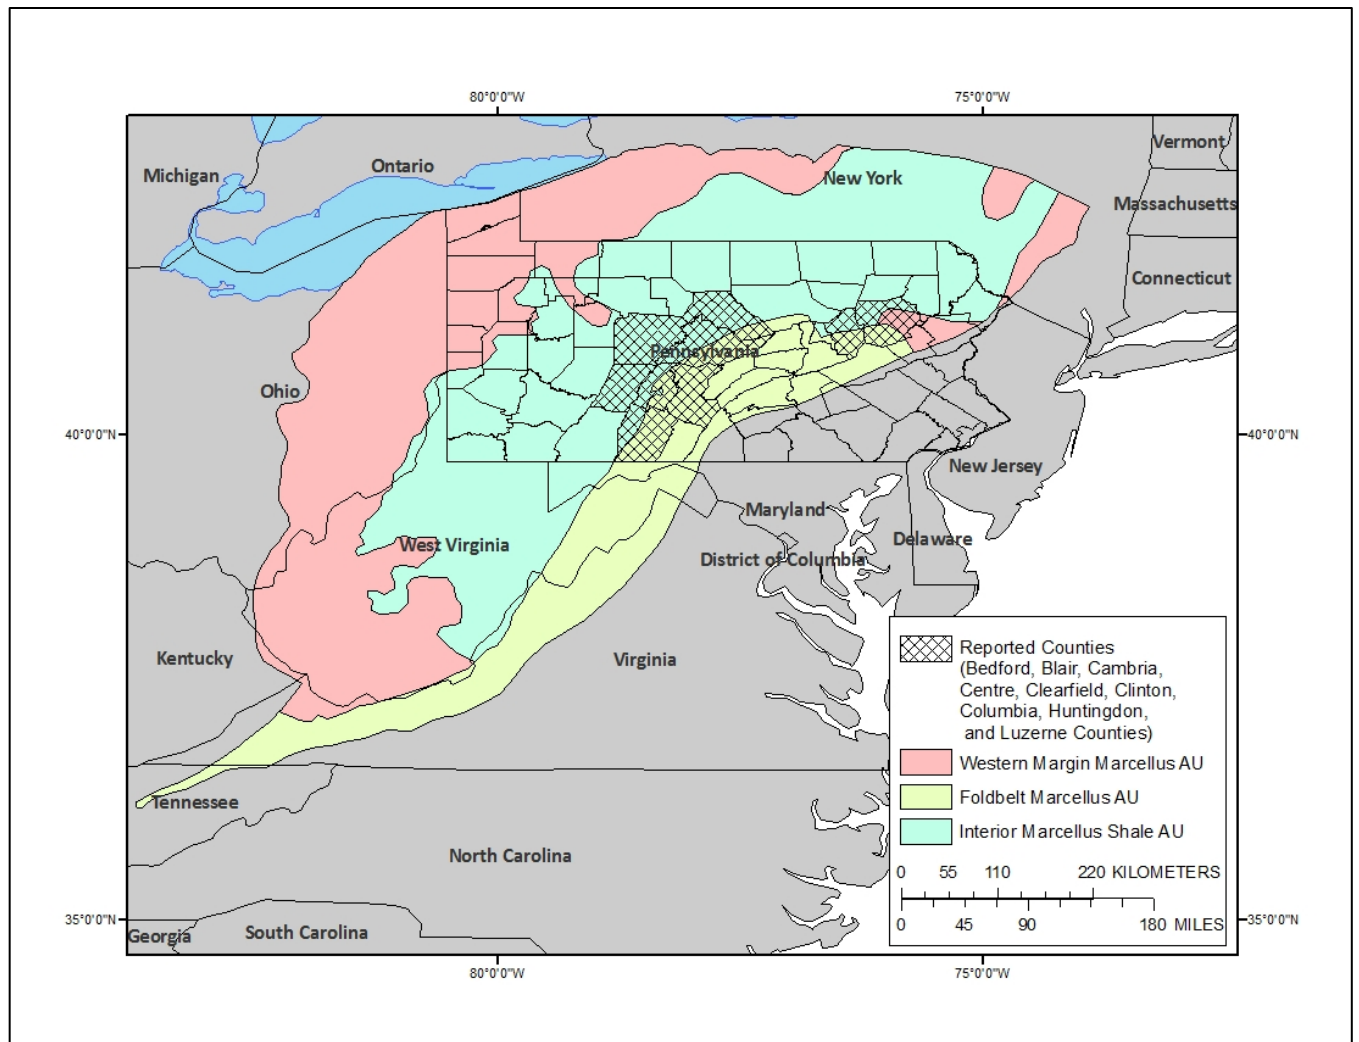 80°0'0"W
75°0'0"W
Vermont
Ontario
Michigan
New York
Massachusetts
Connecticut
Pennsylvania
Ohio
40°0'0"N
40°0'0"N
New Jersey
Maryland
Delaware
West Virginia
District of Columbia
Kentucky
Virginia
Reported Counties
(Bedford, Blair, Cambria,
Centre, Clearfield, Clinton,
Columbia, Huntingdon,
and Luzerne Counties)
Western Margin Marcellus AU
Foldbelt Marcellus AU
Interior Marcellus Shale AU
0 55 110 220 KILOMETERS
0 45 90 180 MILES
Tennessee
North Carolina
35°0'0"N
35°0'0"N
Georgia
South Carolina
80°0'0"W
75°0'0"W